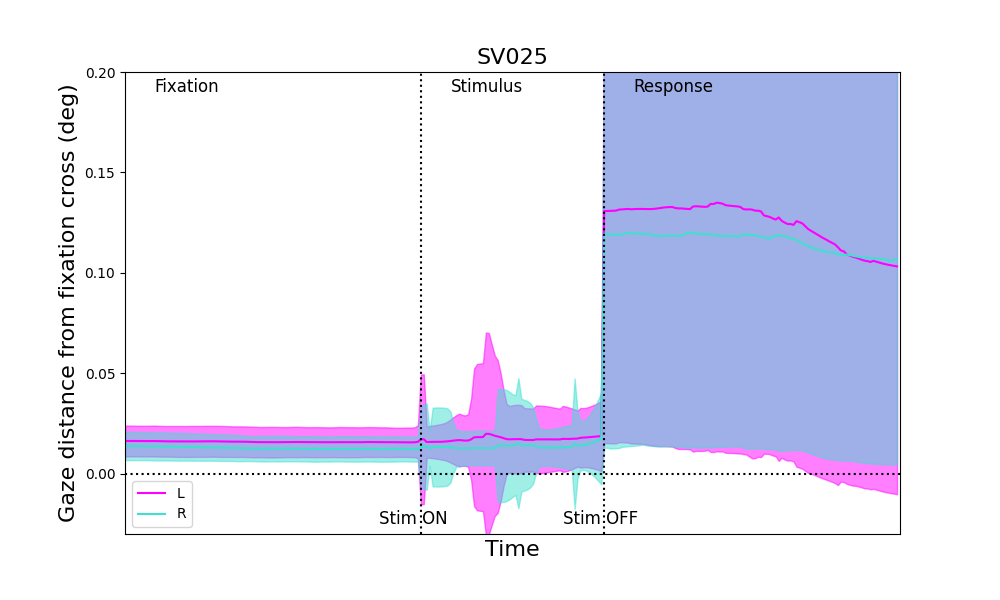 SV025
Gaze distance from fixation cross (deg)
0.20
0.15
0.10
0.05
0.00
Fixation
Stimulus
Response
L
R
Stim ON
Stim OFF
Time